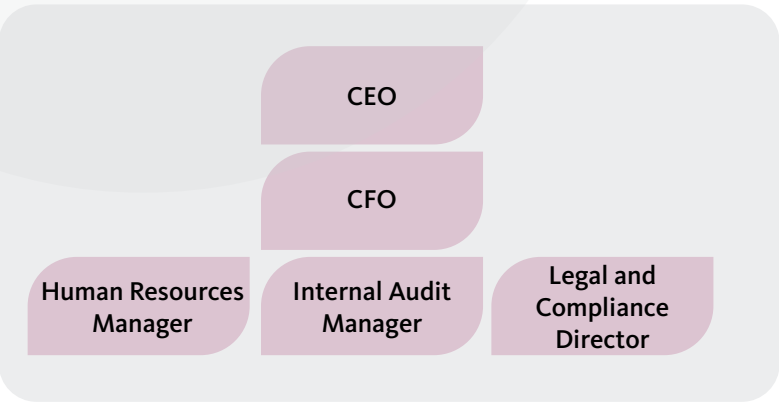 CEO
CFO
Human Resources
Manager
Internal Audit
Manager
Legal and
Compliance
Director